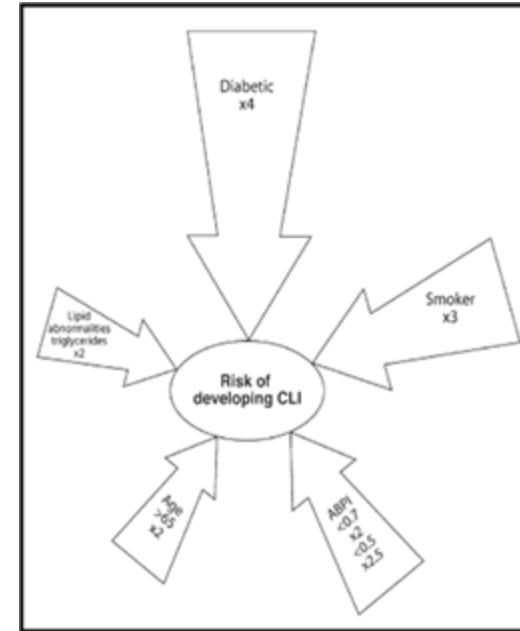 Diabetic
x4
Smoker
x3
Lipid
abnormalities
triglycerides
x2
Risk of
developing CLI
Age
>65
x2
ABPI
<0.7
x2
<0.5
x2.5